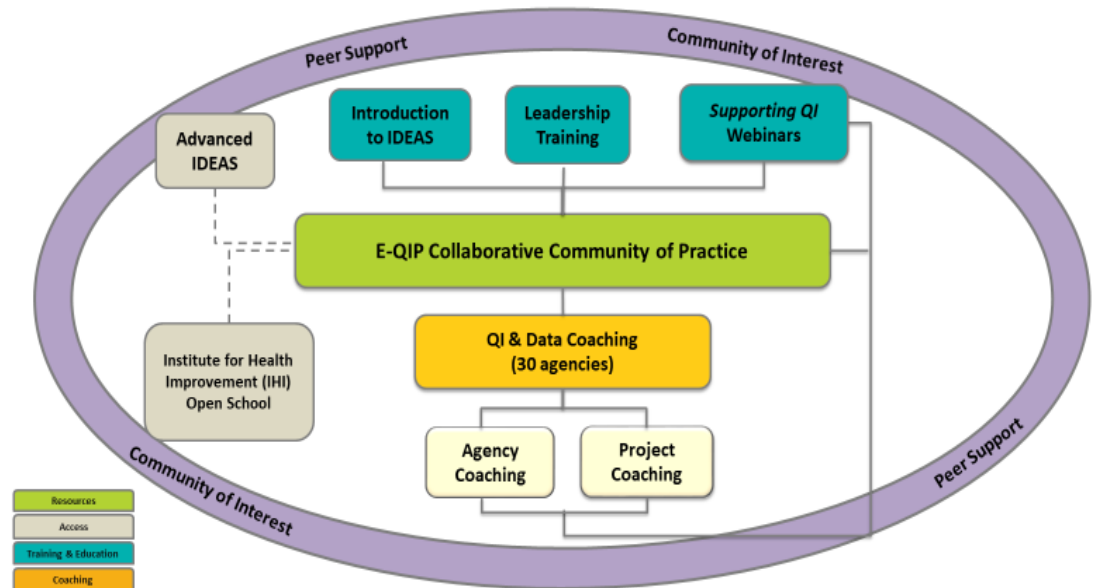 Peer Support
Community of Interest
Introduction
to IDEAS
Leadership
Training
Supporting QI
Webinars
Advanced
IDEAS
E-QIP Collaborative Community of Practice
QI & Data Coaching
(30 agencies)
Institute for Health
Improvement (IHI)
Open School
Agency
Coaching
Project
Coaching
Community of Interest
Peer Support
Resources
Access
Training & Education
Coaching